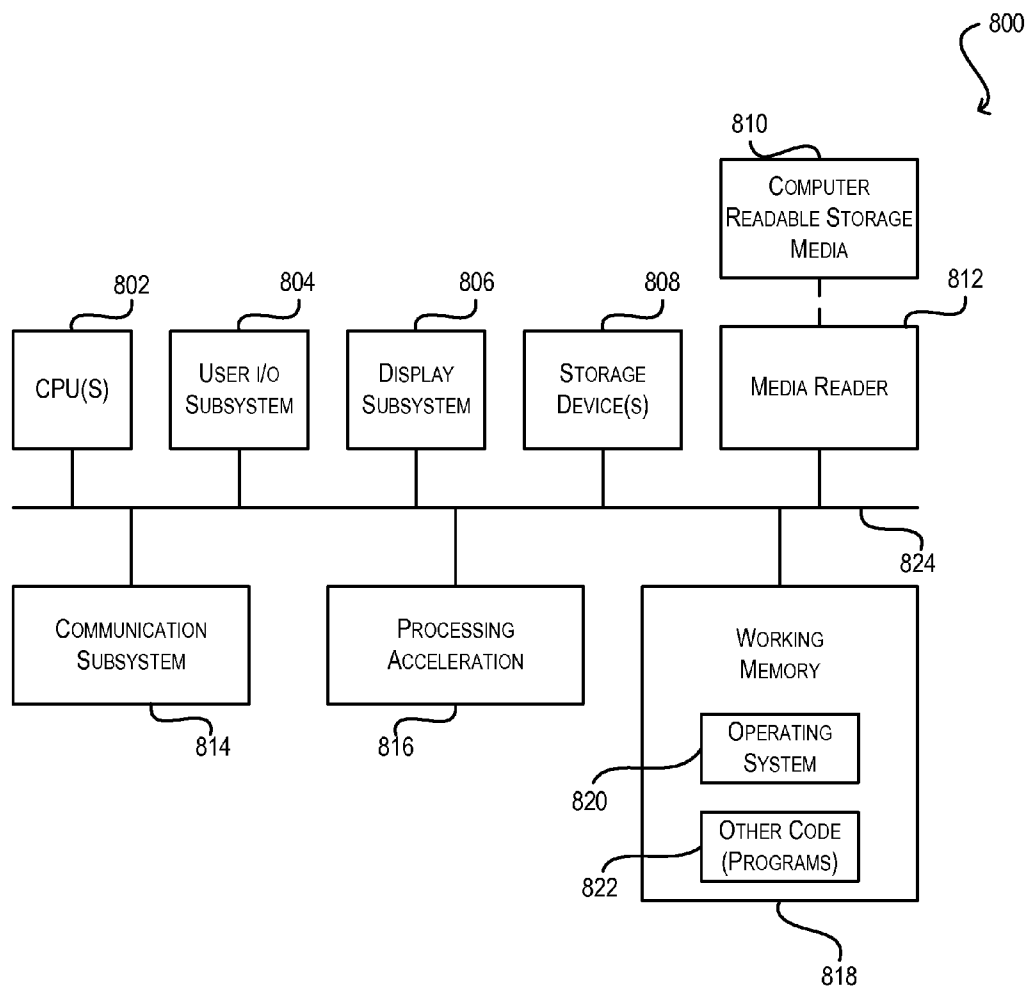 800
810
COMPUTER
READABLE STORAGE
MEDIA
802
804
806
808
812
CPU(S)
USER I/O
SUBSYSTEM
DISPLAY
SUBSYSTEM
STORAGE
DEVICE(S)
MEDIA READER
824
COMMUNICATION
SUBSYSTEM
PROCESSING
ACCELERATION
WORKING
MEMORY
814
816
OPERATING
SYSTEM
820
OTHER CODE
(PROGRAMS)
822
818